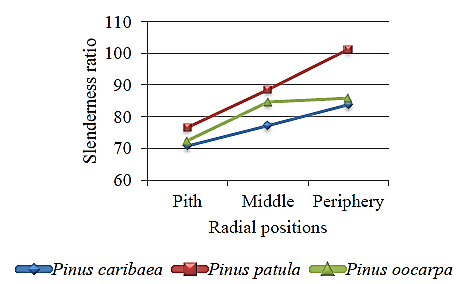 110
100
90
80
70
60
Slenderness ratio
Pith Middle Periphery
Radial positions
Pinus caribaea Pinus patula Pinus oocarpa